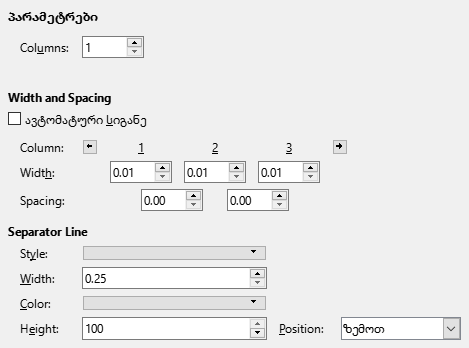 პარამეტრები
Columns: 1
Width and Spacing
ავტომატური სიგანე
Column: 1 2 3
Width: 0.01 0.01 0.01
Spacing: 0.00 0.00
Separator Line
Style:
Width: 0.25
Color:
Height: 100 Position: ზემოთ